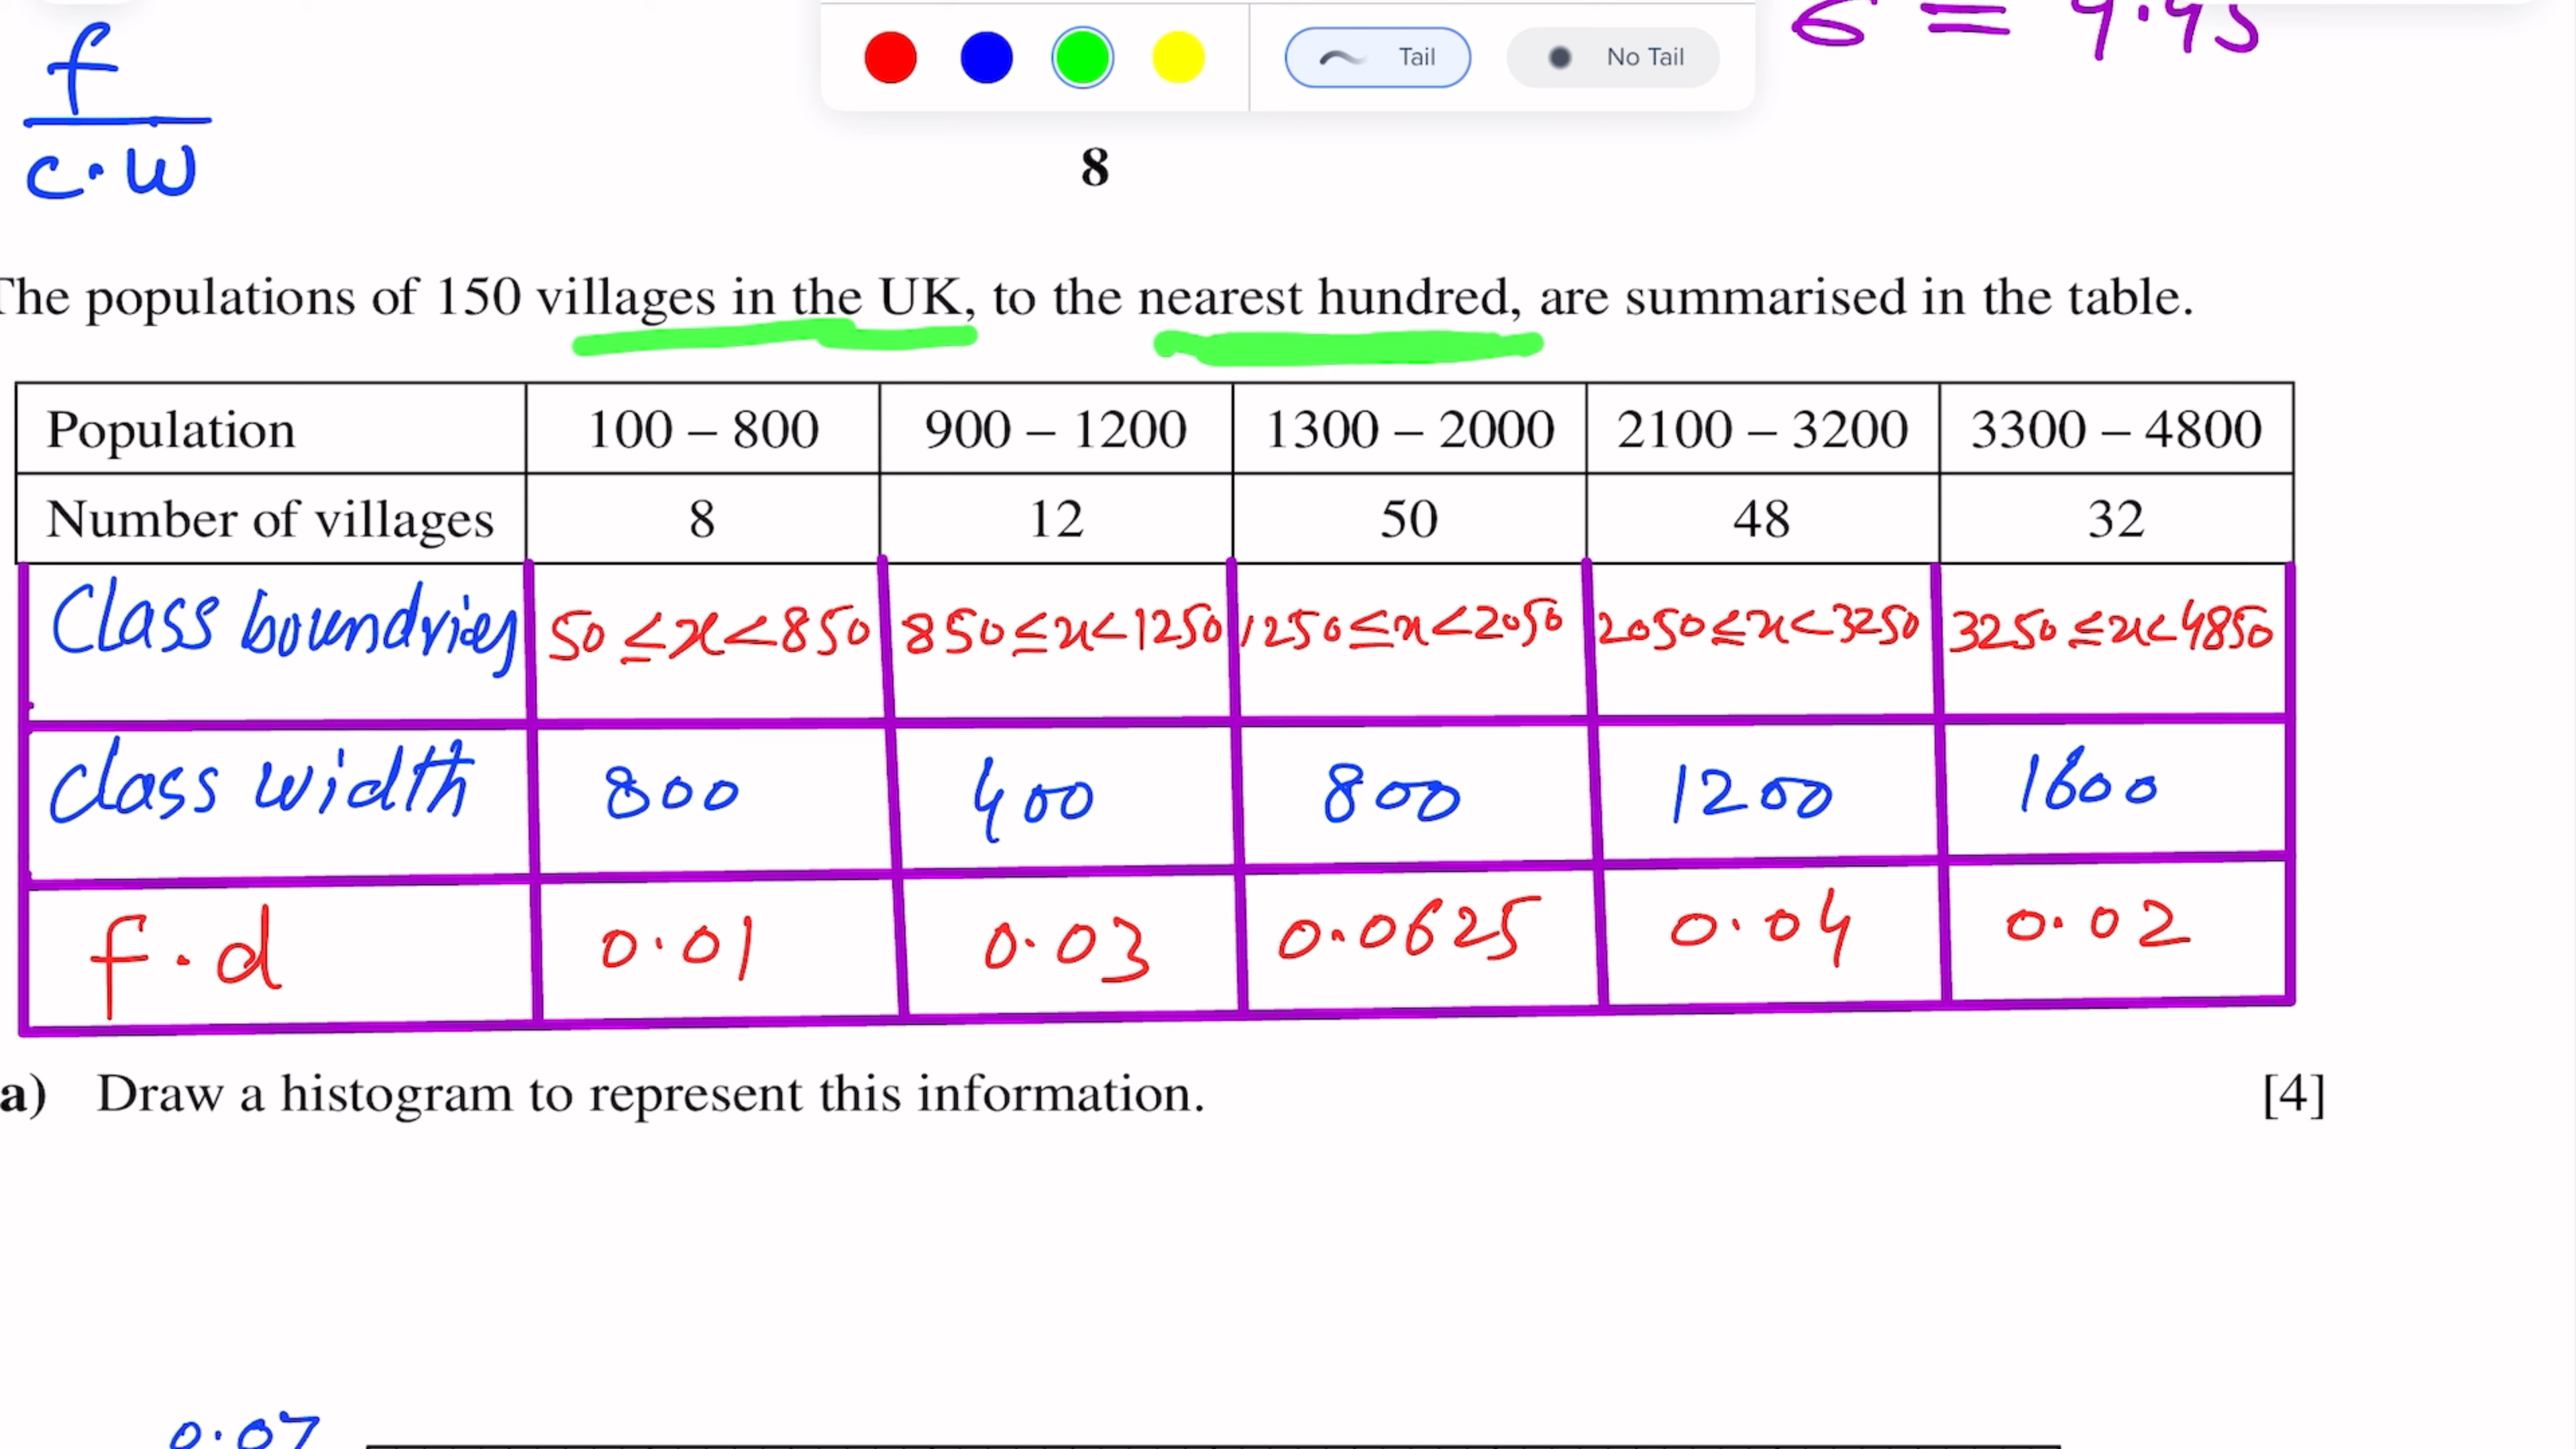 f
c.w
Tail No Tail
6 = 4.45
8
The populations of 150 villages in the UK, to the nearest hundred, are summarised in the table.
Population 100 – 800 900 – 1200 1300 – 2000 2100 – 3200 3300 – 4800
Number of villages 8 12 50 48 32
Class boundries 50 ≤ x < 850 850 ≤ x < 1250 1250 ≤ x < 2050 2050 ≤ x < 3250 3250 ≤ x < 4850
class width 800 400 800 1200 1600
f.d 0.01 0.03 0.0625 0.04 0.02
a) Draw a histogram to represent this information. [4]
0.07